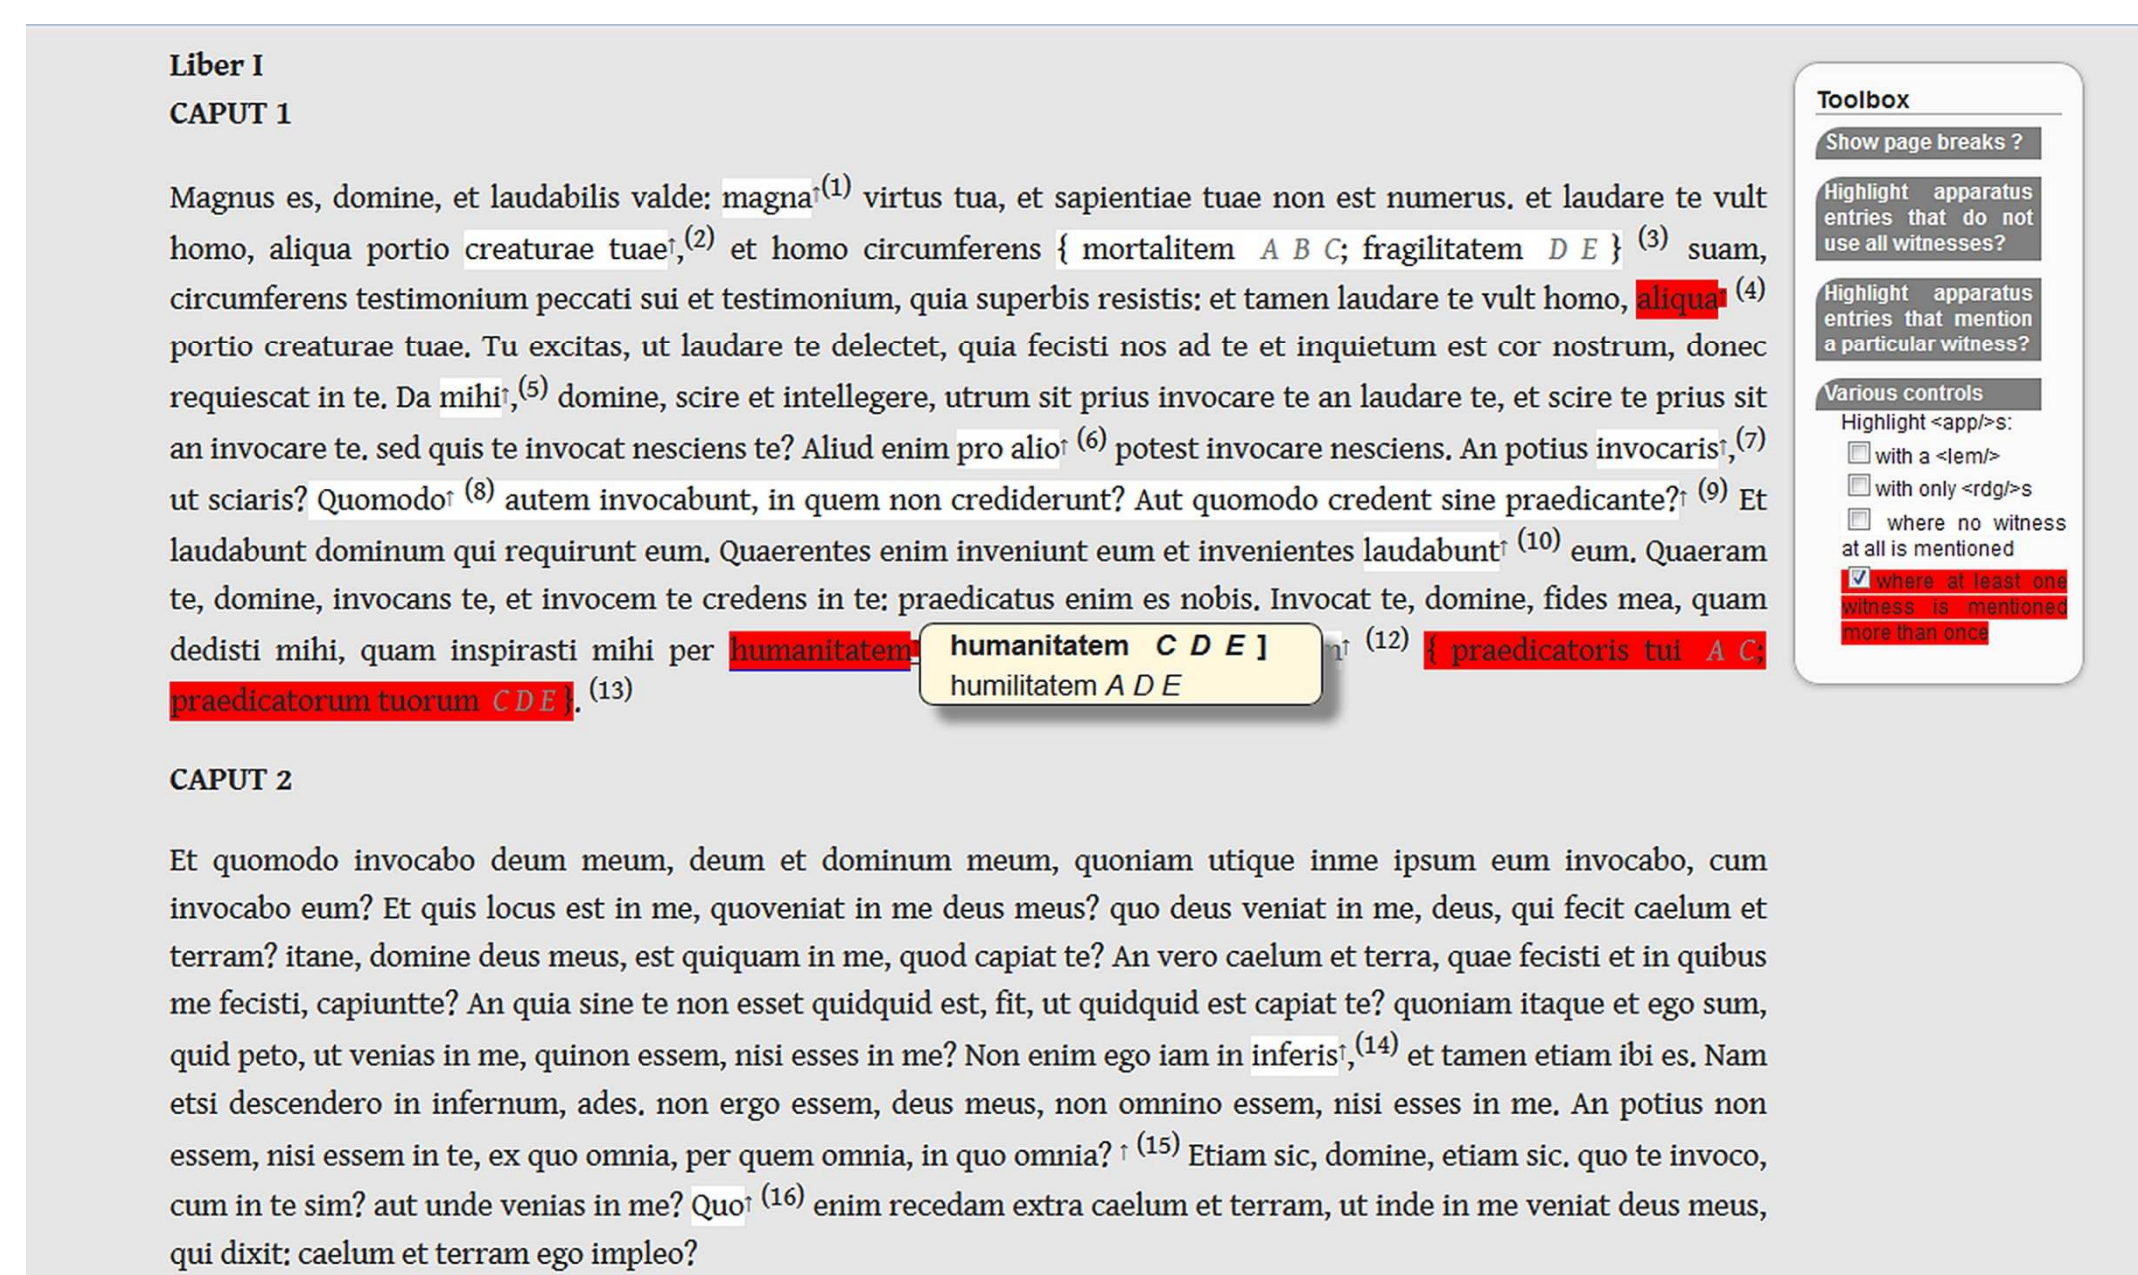 Liber I
CAPUT 1
Magnus es, domine, et laudabilis valde: magna↑(1) virtus tua, et sapientiae tuae non est numerus. et laudare te vult
homo, aliqua portio creaturae tuae↑,(2) et homo circumferens { mortalitem A B C; fragilitatem D E } (3) suam,
circumferens testimonium peccati sui et testimonium, quia superbis resistis: et tamen laudare te vult homo, aliqua↑ (4)
portio creaturae tuae. Tu excitas, ut laudare te delectet, quia fecisti nos ad te et inquietum est cor nostrum, donec
requiescat in te. Da mihi↑,(5) domine, scire et intellegere, utrum sit prius invocare te an laudare te, et scire te prius sit
an invocare te. sed quis te invocat nesciens te? Aliud enim pro alio↑ (6) potest invocare nesciens. An potius invocaris↑,(7)
ut sciaris? Quomodo↑ (8) autem invocabunt, in quem non crediderunt? Aut quomodo credent sine praedicante?↑ (9) Et
laudabunt dominum qui requirunt eum. Quaerentes enim inveniunt eum et invenientes laudabunt↑ (10) eum. Quaeram
te, domine, invocans te, et invocem te credens in te: praedicatus enim es nobis. Invocat te, domine, fides mea, quam
dedisti mihi, quam inspirasti mihi per humanitatem ↑ (12) { praedicatoris tui A C;
praedicatorum tuorum C D E }. (13)
humanitatem C D E ]
humilitatem A D E
CAPUT 2
Et quomodo invocabo deum meum, deum et dominum meum, quoniam utique inme ipsum eum invocabo, cum
invocabo eum? Et quis locus est in me, quoveniat in me deus meus? quo deus veniat in me, deus, qui fecit caelum et
terram? itane, domine deus meus, est quiquam in me, quod capiat te? An vero caelum et terra, quae fecisti et in quibus
me fecisti, capiuntte? An quia sine te non esset quidquid est, fit, ut quidquid est capiat te? quoniam itaque et ego sum,
quid peto, ut venias in me, quinon essem, nisi esses in me? Non enim ego iam in inferis↑,(14) et tamen etiam ibi es. Nam
etsi descendero in infernum, ades. non ergo essem, deus meus, non omnino essem, nisi esses in me. An potius non
essem, nisi essem in te, ex quo omnia, per quem omnia, in quo omnia? ↑ (15) Etiam sic, domine, etiam sic. quo te invoco,
cum in te sim? aut unde venias in me? Quo↑ (16) enim recedam extra caelum et terram, ut inde in me veniat deus meus,
qui dixit: caelum et terram ego impleo?
Toolbox
Show page breaks ?
Highlight apparatus
entries that do not
use all witnesses?
Highlight apparatus
entries that mention
a particular witness?
Various controls
Highlight <app/>s:
with a <lem/>
with only <rdg/>s
where no witness
at all is mentioned
where at least one
witness is mentioned
more than once